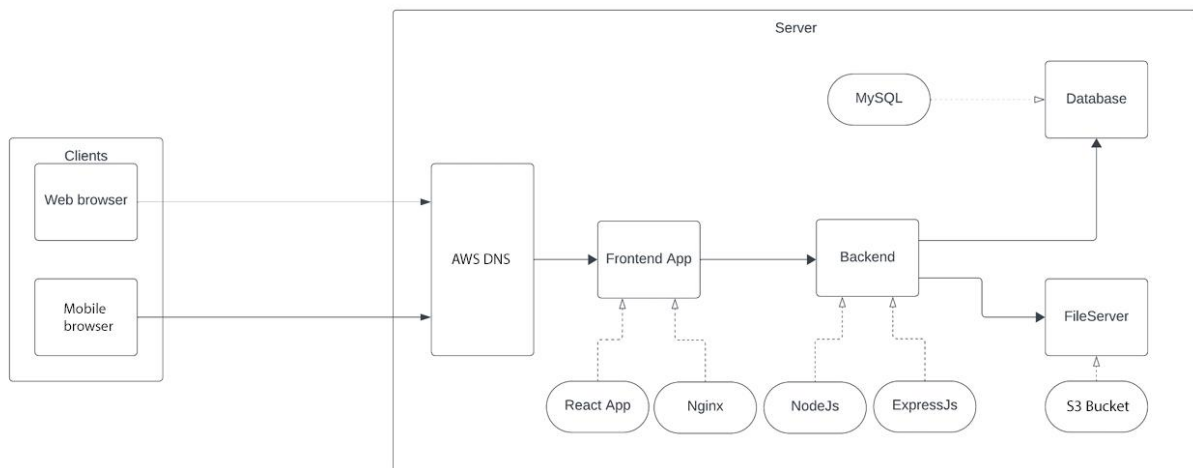 Server
MySQL
Database
Clients
Web browser
Mobile
browser
AWS DNS
Frontend App
Backend
FileServer
React App
Nginx
NodeJs
ExpressJs
S3 Bucket